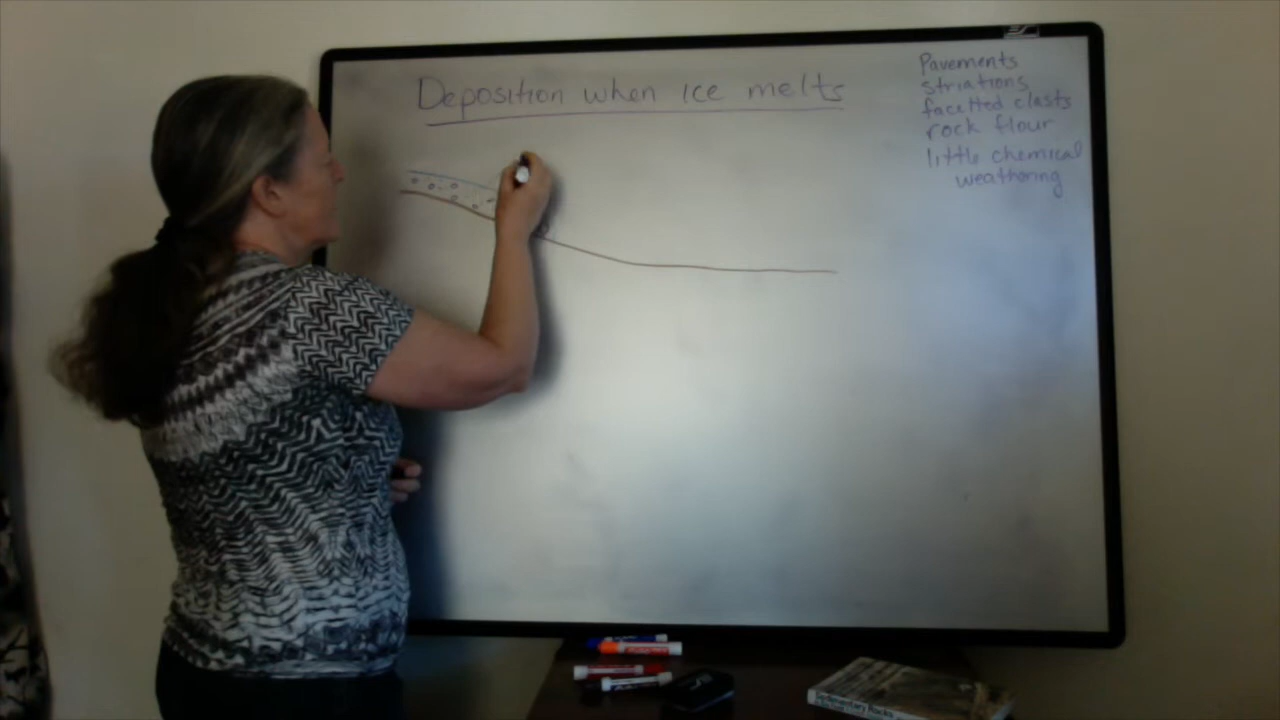 Deposition when ice melts
Pavements
striations
facetted clasts
rock flour
little chemical
weathering
Sedimentary Rocks